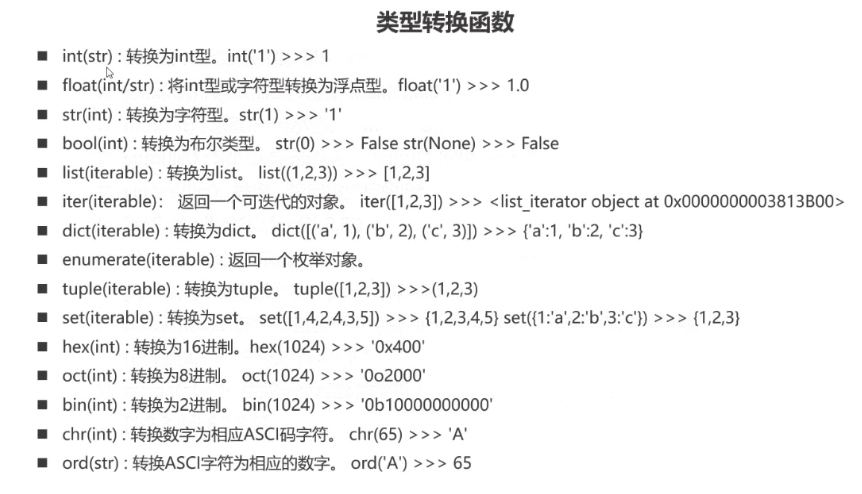 类型转换函数
■ int(str) : 转换为int型。int('1') >>> 1
■ float(int/str) : 将int型或字符型转换为浮点型。float('1') >>> 1.0
■ str(int) : 转换为字符型。str(1) >>> '1'
■ bool(int) : 转换为布尔类型。 str(0) >>> False str(None) >>> False
■ list(iterable) : 转换为list。 list((1,2,3)) >>> [1,2,3]
■ iter(iterable)： 返回一个可迭代的对象。 iter([1,2,3]) >>> <list_iterator object at 0x0000000003813B00>
■ dict(iterable) : 转换为dict。 dict([('a', 1), ('b', 2), ('c', 3)]) >>> {'a':1, 'b':2, 'c':3}
■ enumerate(iterable) : 返回一个枚举对象。
■ tuple(iterable) : 转换为tuple。 tuple([1,2,3]) >>>(1,2,3)
■ set(iterable) : 转换为set。 set([1,4,2,4,3,5]) >>> {1,2,3,4,5} set({1:'a',2:'b',3:'c'}) >>> {1,2,3}
■ hex(int) : 转换为16进制。hex(1024) >>> '0x400'
■ oct(int) : 转换为8进制。 oct(1024) >>> '0o2000'
■ bin(int) : 转换为2进制。 bin(1024) >>> '0b10000000000'
■ chr(int) : 转换数字为相应ASCI码字符。 chr(65) >>> 'A'
■ ord(str) : 转换ASCI字符为相应的数字。 ord('A') >>> 65